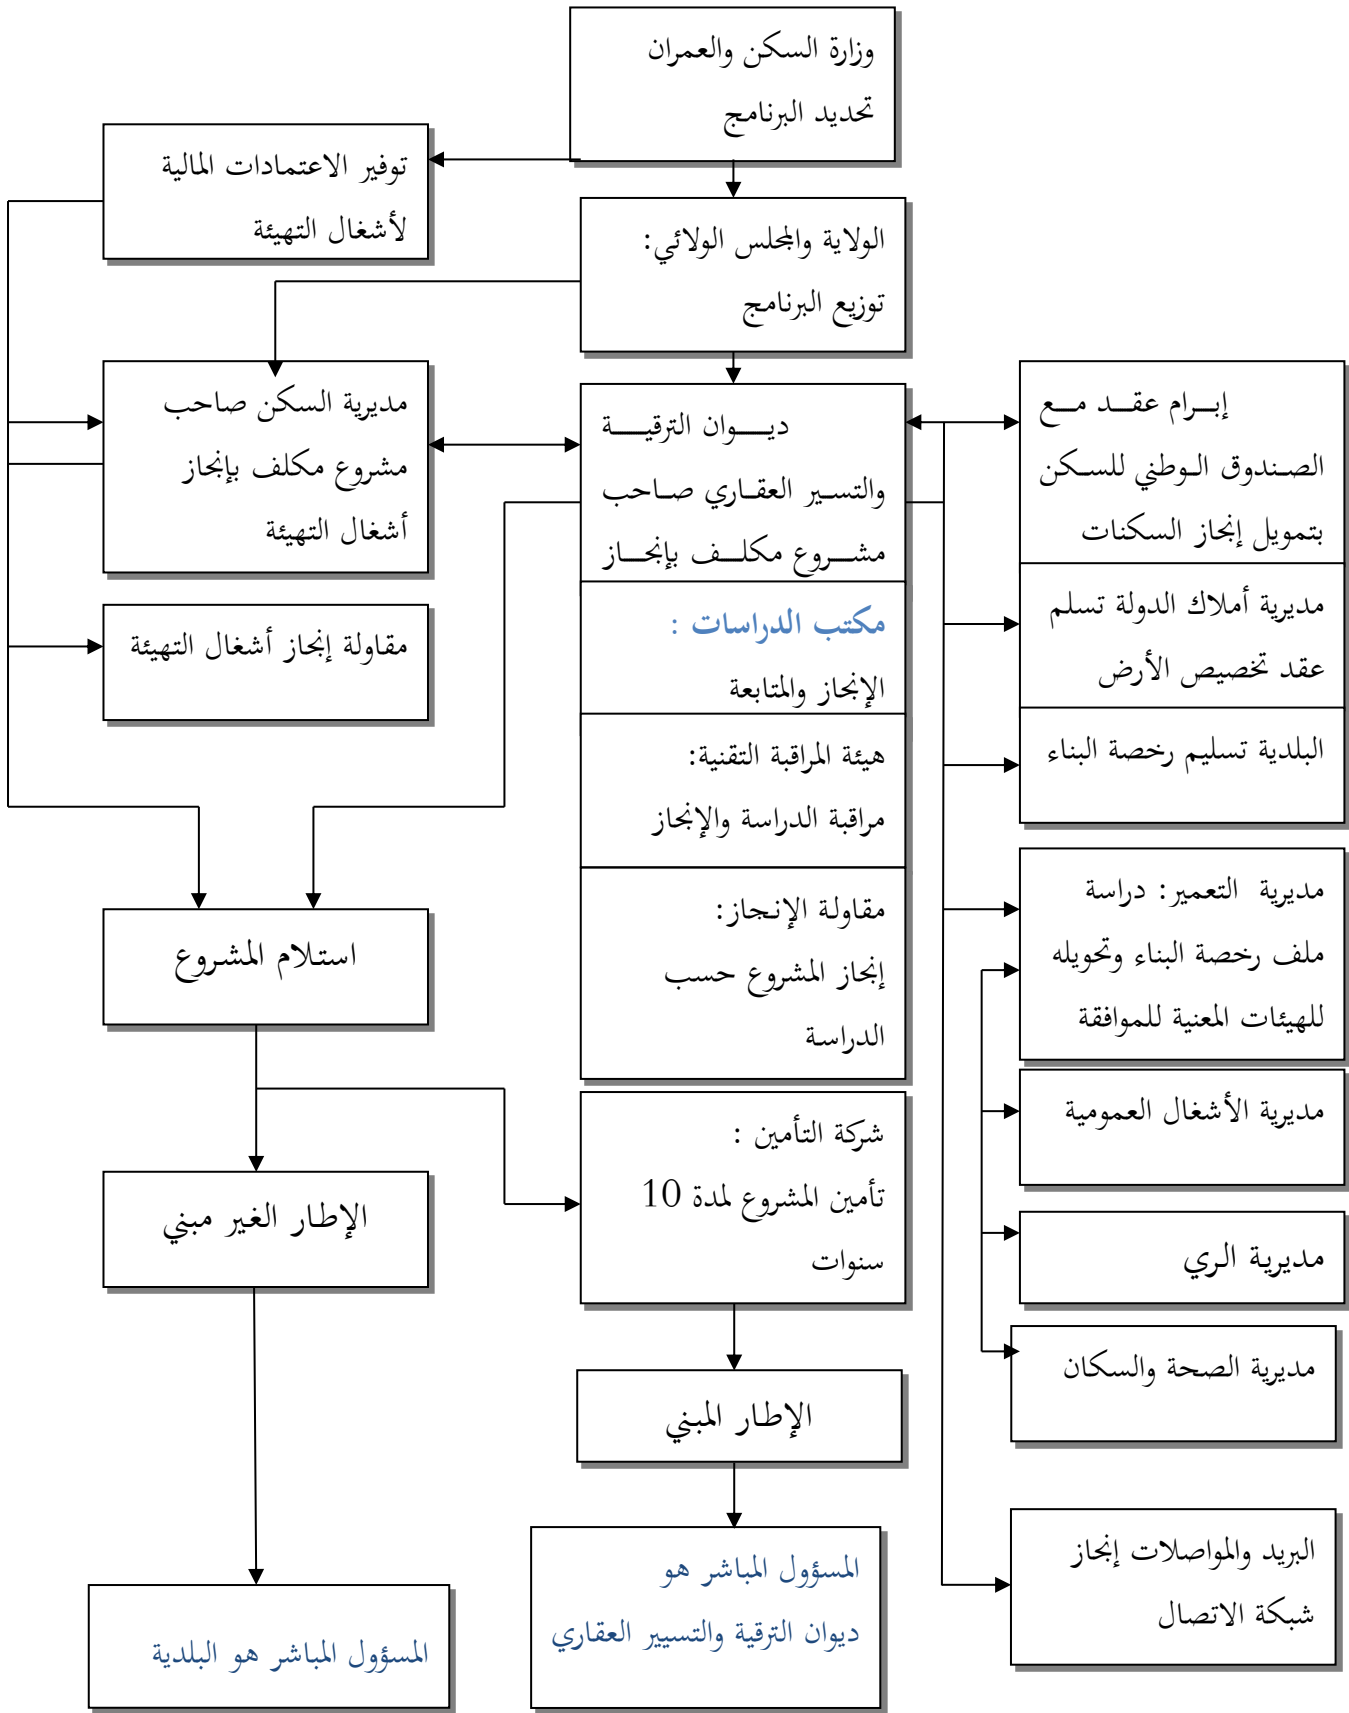 وزارة السكن والعمران
تحديد البرنامج
توفير الاعتمادات المالية
لأشغال التهيئة
الولاية والمجلس الولائي:
توزيع البرنامج
إبرام عقد مع
الصندوق الوطني للسكن
بتمويل إنجاز السكنات
ديوان الترقية
والتسير العقاري صاحب
مشروع مكلف بإنجاز
مديرية السكن صاحب
مشروع مكلف بإنجاز
أشغال التهيئة
مديرية أملاك الدولة تسلم
عقد تخصيص الأرض
مكتب الدراسات :
الإنجاز والمتابعة
مقاولة إنجاز أشغال التهيئة
البلدية تسليم رخصة البناء
هيئة المراقبة التقنية:
مراقبة الدراسة والإنجاز
مديرية التعمير: دراسة
ملف رخصة البناء وتحويله
للهيئات المعنية للموافقة
مقاولة الإنجاز:
إنجاز المشروع حسب
الدراسة
استلام المشروع
مديرية الأشغال العمومية
شركة التأمين :
تأمين المشروع لمدة 10
سنوات
الإطار الغير مبني
مديرية الري
مديرية الصحة والسكان
الإطار المبني
البريد والمواصلات إنجاز
شبكة الاتصال
المسؤول المباشر هو
ديوان الترقية والتسيير العقاري
المسؤول المباشر هو البلدية